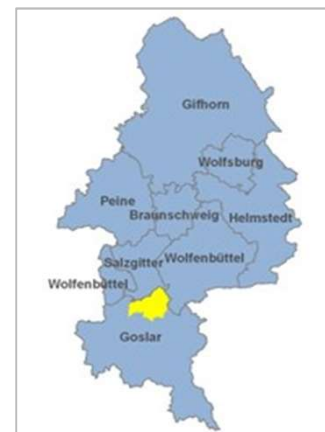 Gifhorn
Wolfsburg
Peine
Braunschweig
Helmstedt
Salzgitter
Wolfenbüttel
Wolfenbüttel
Goslar